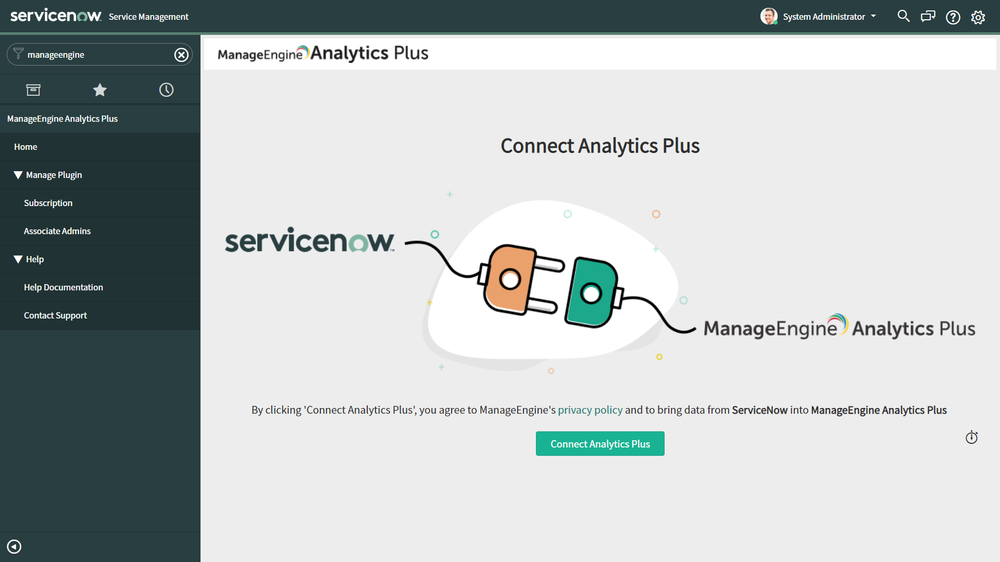 servicenow Service Management
System Administrator
manageengine
ManageEngine Analytics Plus
Home
Manage Plugin
Subscription
Associate Admins
Help
Help Documentation
Contact Support
ManageEngine Analytics Plus
Connect Analytics Plus
servicenow™
ManageEngine Analytics Plus
By clicking 'Connect Analytics Plus', you agree to ManageEngine's privacy policy and to bring data from ServiceNow into ManageEngine Analytics Plus
Connect Analytics Plus